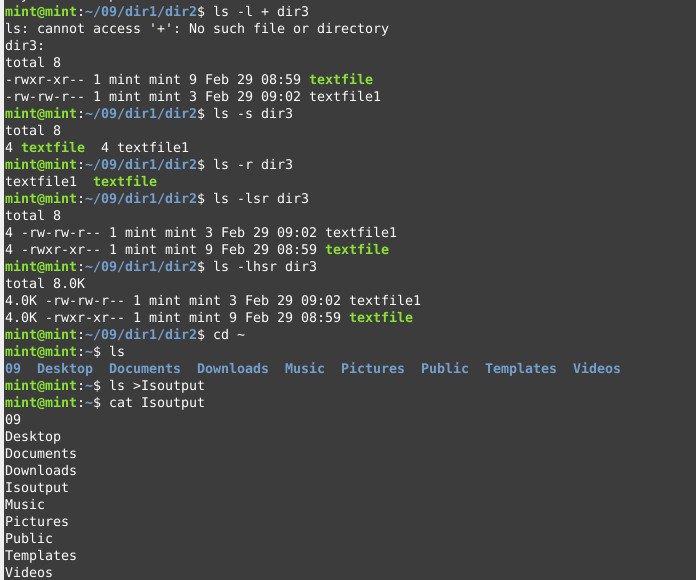 mint@mint:~/09/dir1/dir2$ ls -l + dir3
ls: cannot access '+': No such file or directory
dir3:
total 8
-rwxr-xr-- 1 mint mint 9 Feb 29 08:59 textfile
-rw-rw-r-- 1 mint mint 3 Feb 29 09:02 textfile1
mint@mint:~/09/dir1/dir2$ ls -s dir3
total 8
4 textfile  4 textfile1
mint@mint:~/09/dir1/dir2$ ls -r dir3
textfile1  textfile
mint@mint:~/09/dir1/dir2$ ls -lsr dir3
total 8
4 -rw-rw-r-- 1 mint mint 3 Feb 29 09:02 textfile1
4 -rwxr-xr-- 1 mint mint 9 Feb 29 08:59 textfile
mint@mint:~/09/dir1/dir2$ ls -lhsr dir3
total 8.0K
4.0K -rw-rw-r-- 1 mint mint 3 Feb 29 09:02 textfile1
4.0K -rwxr-xr-- 1 mint mint 9 Feb 29 08:59 textfile
mint@mint:~/09/dir1/dir2$ cd ~
mint@mint:~$ ls
09  Desktop  Documents  Downloads  Music  Pictures  Public  Templates  Videos
mint@mint:~$ ls >Isoutput
mint@mint:~$ cat Isoutput
09
Desktop
Documents
Downloads
Isoutput
Music
Pictures
Public
Templates
Videos